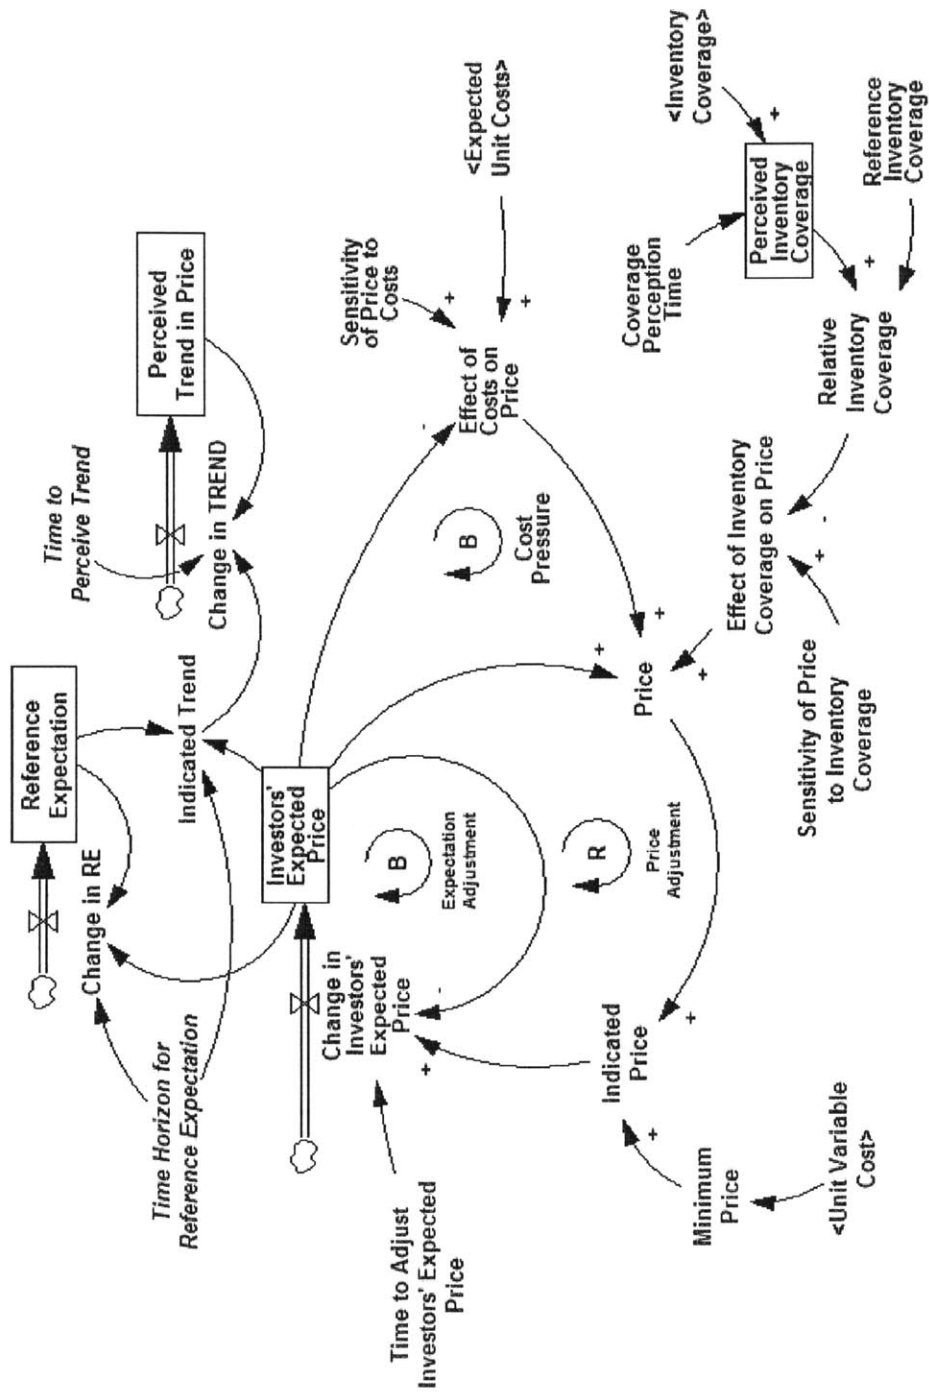 Reference
Expectation
Change in RE
Time Horizon for
Reference Expectation
Indicated Trend
Time to
Perceive Trend
Change in TREND
Perceived
Trend in Price
Investors'
Expected
Price
Change in
Investors'
Expected
Price
Time to Adjust
Investors' Expected
Price
B
Expectation
Adjustment
R
Price
Adjustment
B
Cost
Pressure
Sensitivity
of Price to
Costs
<Expected
Unit Costs>
Effect of
Costs on
Price
Price
Indicated
Price
Minimum
Price
<Unit Variable
Cost>
Effect of Inventory
Coverage on Price
Sensitivity of Price
to Inventory
Coverage
Relative
Inventory
Coverage
Coverage
Perception
Time
Perceived
Inventory
Coverage
<Inventory
Coverage>
Reference
Inventory
Coverage